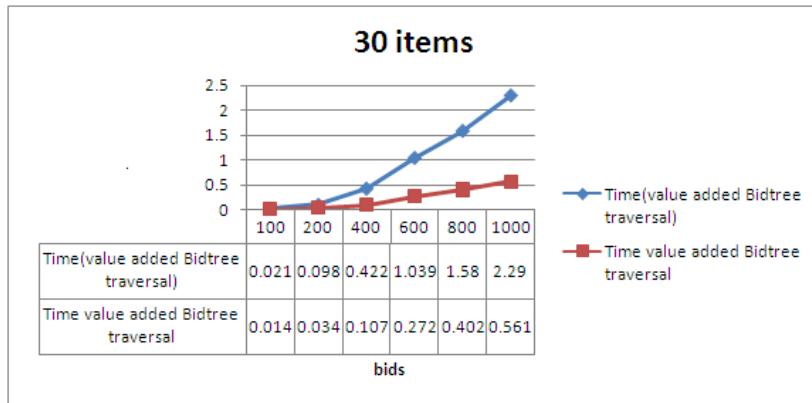 30 items
2.5
2
1.5
1
0.5
0
100 200 400 600 800 1000
Time(value added Bidtree
traversal)
0.021 0.098 0.422 1.039 1.58 2.29
Time value added Bidtree
traversal
0.014 0.034 0.107 0.272 0.402 0.561
bids
Time(value added Bidtree
traversal)
Time value added Bidtree
traversal